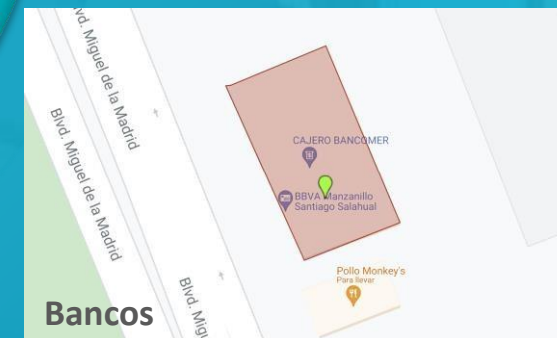 vd. Miguel de la Madrid
Blvd. Miguel de la Madrid
CAJERO BANCOMER
BBVA Manzanillo
Santiago Salahual
Pollo Monkey's
Para llevar
Blvd. Migu
Bancos